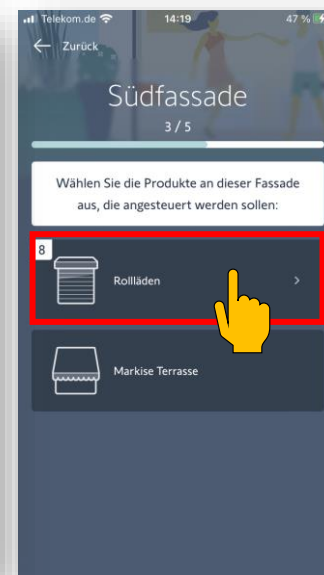 Telekom.de 14:19 47 %
Zurück
Südfassade
3 / 5
Wählen Sie die Produkte an dieser Fassade
aus, die angesteuert werden sollen:
8
Rollläden
Markise Terrasse